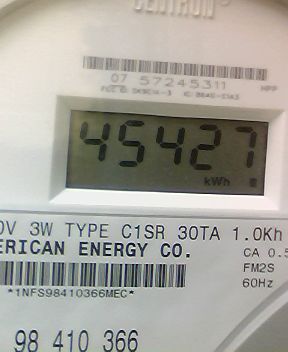 CENTRON
07 57245311
45427
kWh
0V 3W TYPE C1SR 30TA 1.0Kh
ERICAN ENERGY CO.
CA 0.5
FM2S
*1NFS98410366MEC*
60Hz
98 410 366